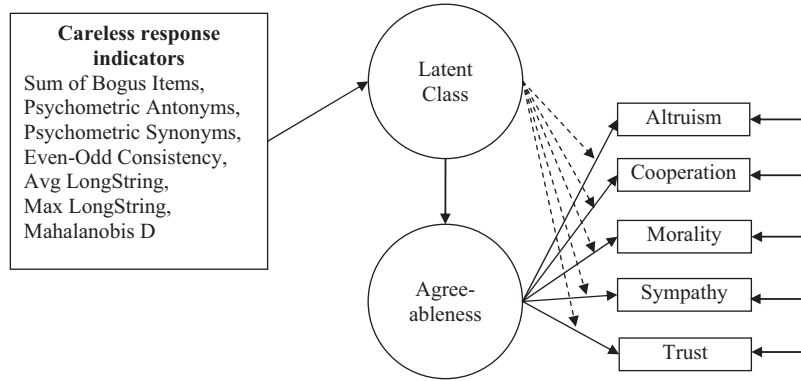 Careless response
indicators
Sum of Bogus Items,
Psychometric Antonyms,
Psychometric Synonyms,
Even-Odd Consistency,
Avg LongString,
Max LongString,
Mahalanobis D
Latent
Class
Agree-
ableness
Altruism
Cooperation
Morality
Sympathy
Trust